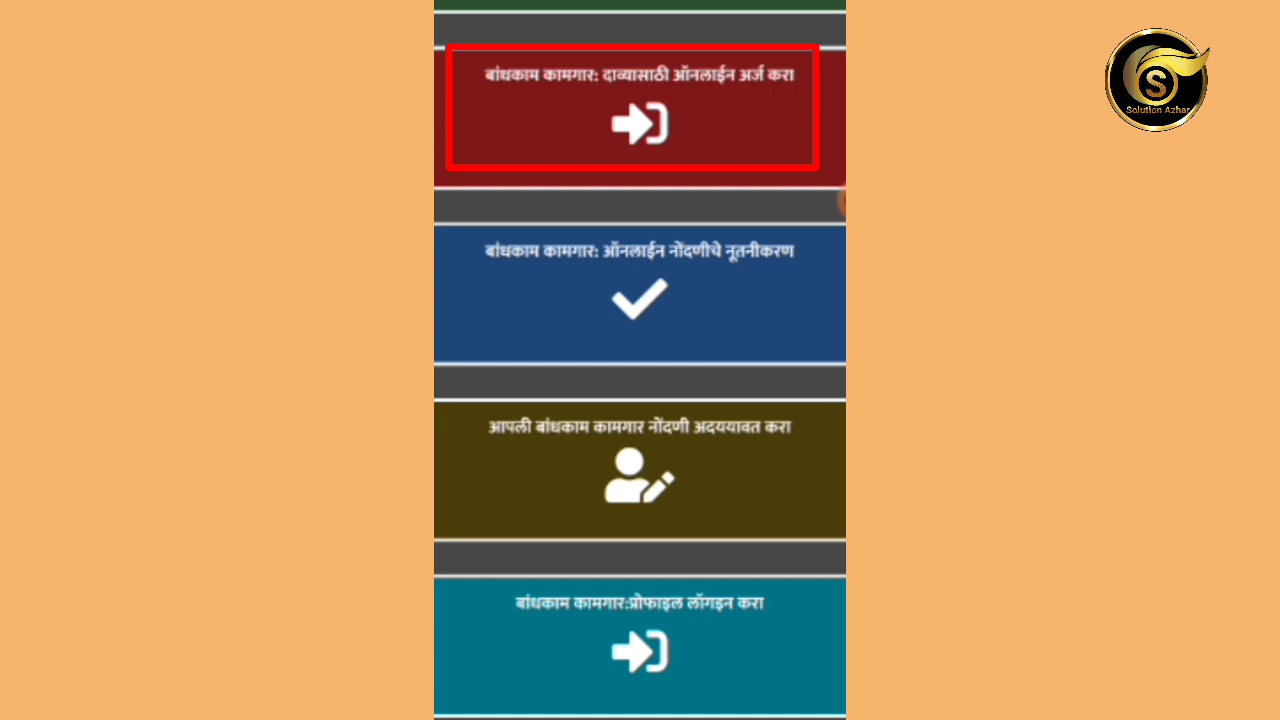 बांधकाम कामगार: दाव्यासाठी ऑनलाईन अर्ज करा
S
Solution Azhar
बांधकाम कामगार: ऑनलाईन नोंदणीचे नूतनीकरण
आपली बांधकाम कामगार नोंदणी अदययावत करा
बांधकाम कामगार:प्रोफाइल लॉगइन करा